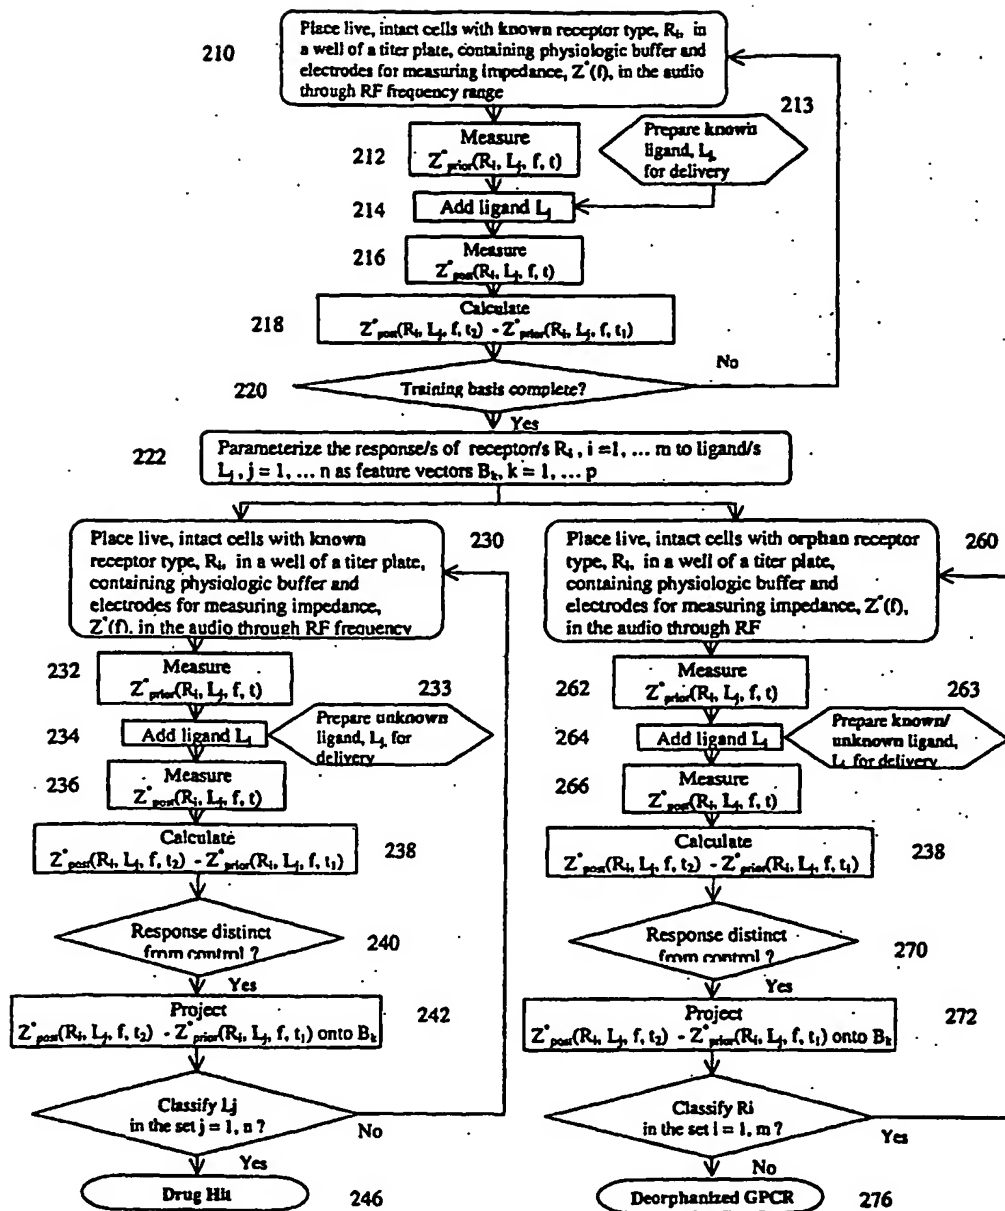 210
Place live, intact cells with known receptor type, Rᵢ, in
a well of a titer plate, containing physiologic buffer and
electrodes for measuring impedance, Z*(f), in the audio
through RF frequency range
213
Prepare known
ligand, Lⱼ,
for delivery
212
Measure
Z*prior(Rᵢ, Lⱼ, f, t)
214
Add ligand Lⱼ
216
Measure
Z*post(Rᵢ, Lⱼ, f, t)
218
Calculate
Z*post(Rᵢ, Lⱼ, f, t₂) - Z*prior(Rᵢ, Lⱼ, f, t₁)
No
220
Training basis complete?
Yes
222
Parameterize the response/s of receptor/s Rᵢ, i =1, ... m to ligand/s
Lⱼ, j = 1, ... n as feature vectors Bₖ, k = 1, ... p
230
Place live, intact cells with known
receptor type, Rᵢ, in a well of a titer plate,
containing physiologic buffer and
electrodes for measuring impedance,
Z*(f), in the audio through RF frequency
232
Measure
Z*prior(Rᵢ, Lⱼ, f, t)
233
Prepare unknown
ligand, Lⱼ, for
delivery
234
Add ligand Lⱼ
236
Measure
Z*post(Rᵢ, Lⱼ, f, t)
Calculate
Z*post(Rᵢ, Lⱼ, f, t₂) - Z*prior(Rᵢ, Lⱼ, f, t₁)
238
Response distinct
from control ?
240
Yes
Project
Z*post(Rᵢ, Lⱼ, f, t₂) - Z*prior(Rᵢ, Lⱼ, f, t₁) onto Bₖ
242
Classify Lj
in the set j = 1, n ?
No
Yes
Drug Hit
246
260
Place live, intact cells with orphan receptor
type, Rᵢ, in a well of a titer plate,
containing physiologic buffer and
electrodes for measuring impedance, Z*(f),
in the audio through RF
262
Measure
Z*prior(Rᵢ, Lⱼ, f, t)
263
Prepare known/
unknown ligand,
Lⱼ for delivery
264
Add ligand Lⱼ
266
Measure
Z*post(Rᵢ, Lⱼ, f, t)
Calculate
Z*post(Rᵢ, Lⱼ, f, t₂) - Z*prior(Rᵢ, Lⱼ, f, t₁)
238
Response distinct
from control ?
270
Yes
Project
Z*post(Rᵢ, Lⱼ, f, t₂) - Z*prior(Rᵢ, Lⱼ, f, t₁) onto Bₖ
272
Classify Ri
in the set i = 1, m ?
Yes
No
Deorphanized GPCR
276